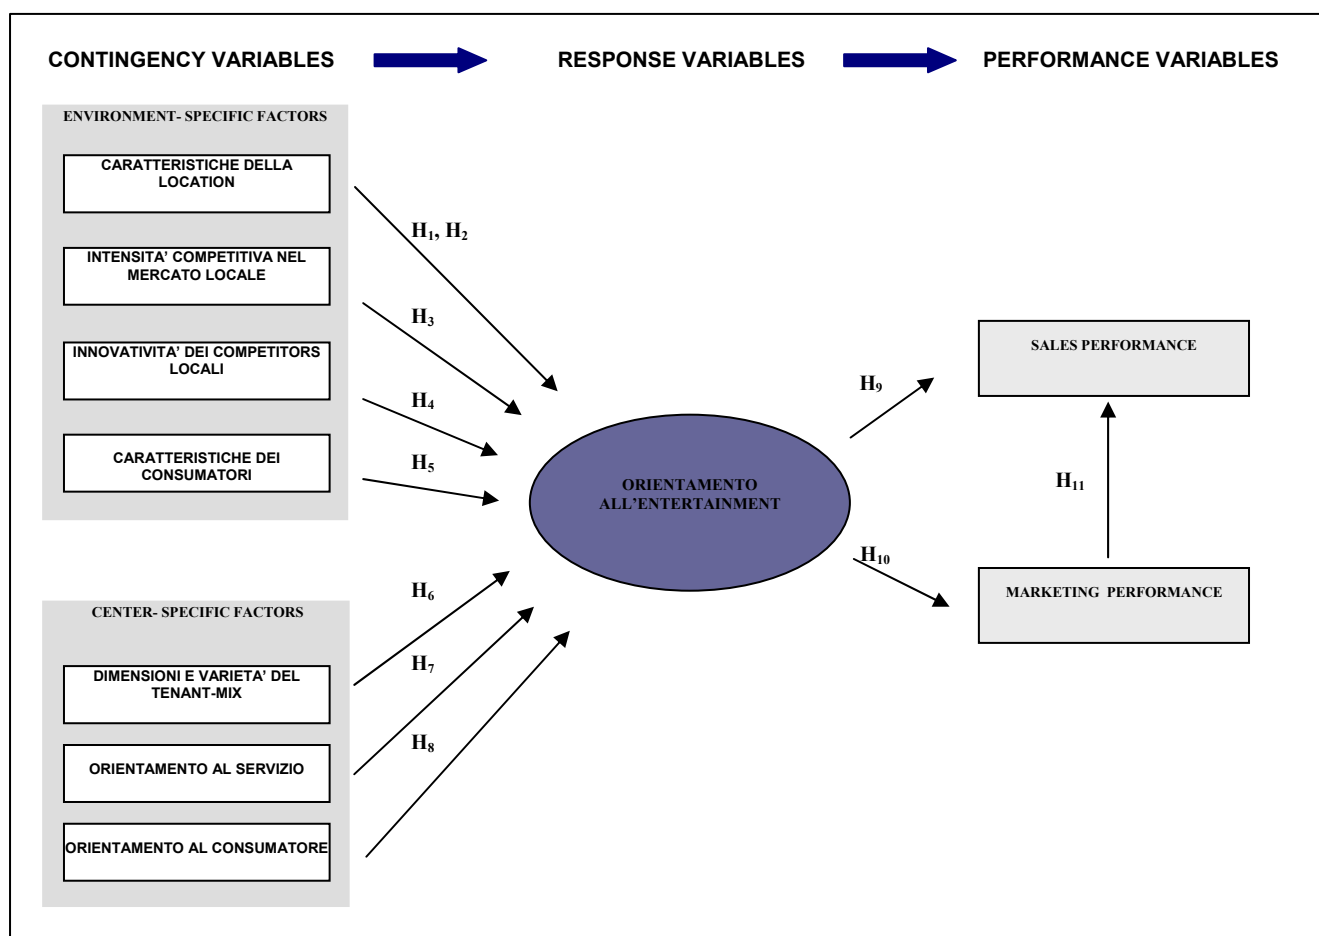 CONTINGENCY VARIABLES
RESPONSE VARIABLES
PERFORMANCE VARIABLES
ENVIRONMENT- SPECIFIC FACTORS
CARATTERISTICHE DELLA
LOCATION
INTENSITA' COMPETITIVA NEL
MERCATO LOCALE
INNOVATIVITA' DEI COMPETITORS
LOCALI
CARATTERISTICHE DEI
CONSUMATORI
CENTER- SPECIFIC FACTORS
DIMENSIONI E VARIETA' DEL
TENANT-MIX
ORIENTAMENTO AL SERVIZIO
ORIENTAMENTO AL CONSUMATORE
H1, H2
H3
H4
H5
H6
H7
H8
ORIENTAMENTO
ALL'ENTERTAINMENT
H9
H10
SALES PERFORMANCE
H11
MARKETING PERFORMANCE